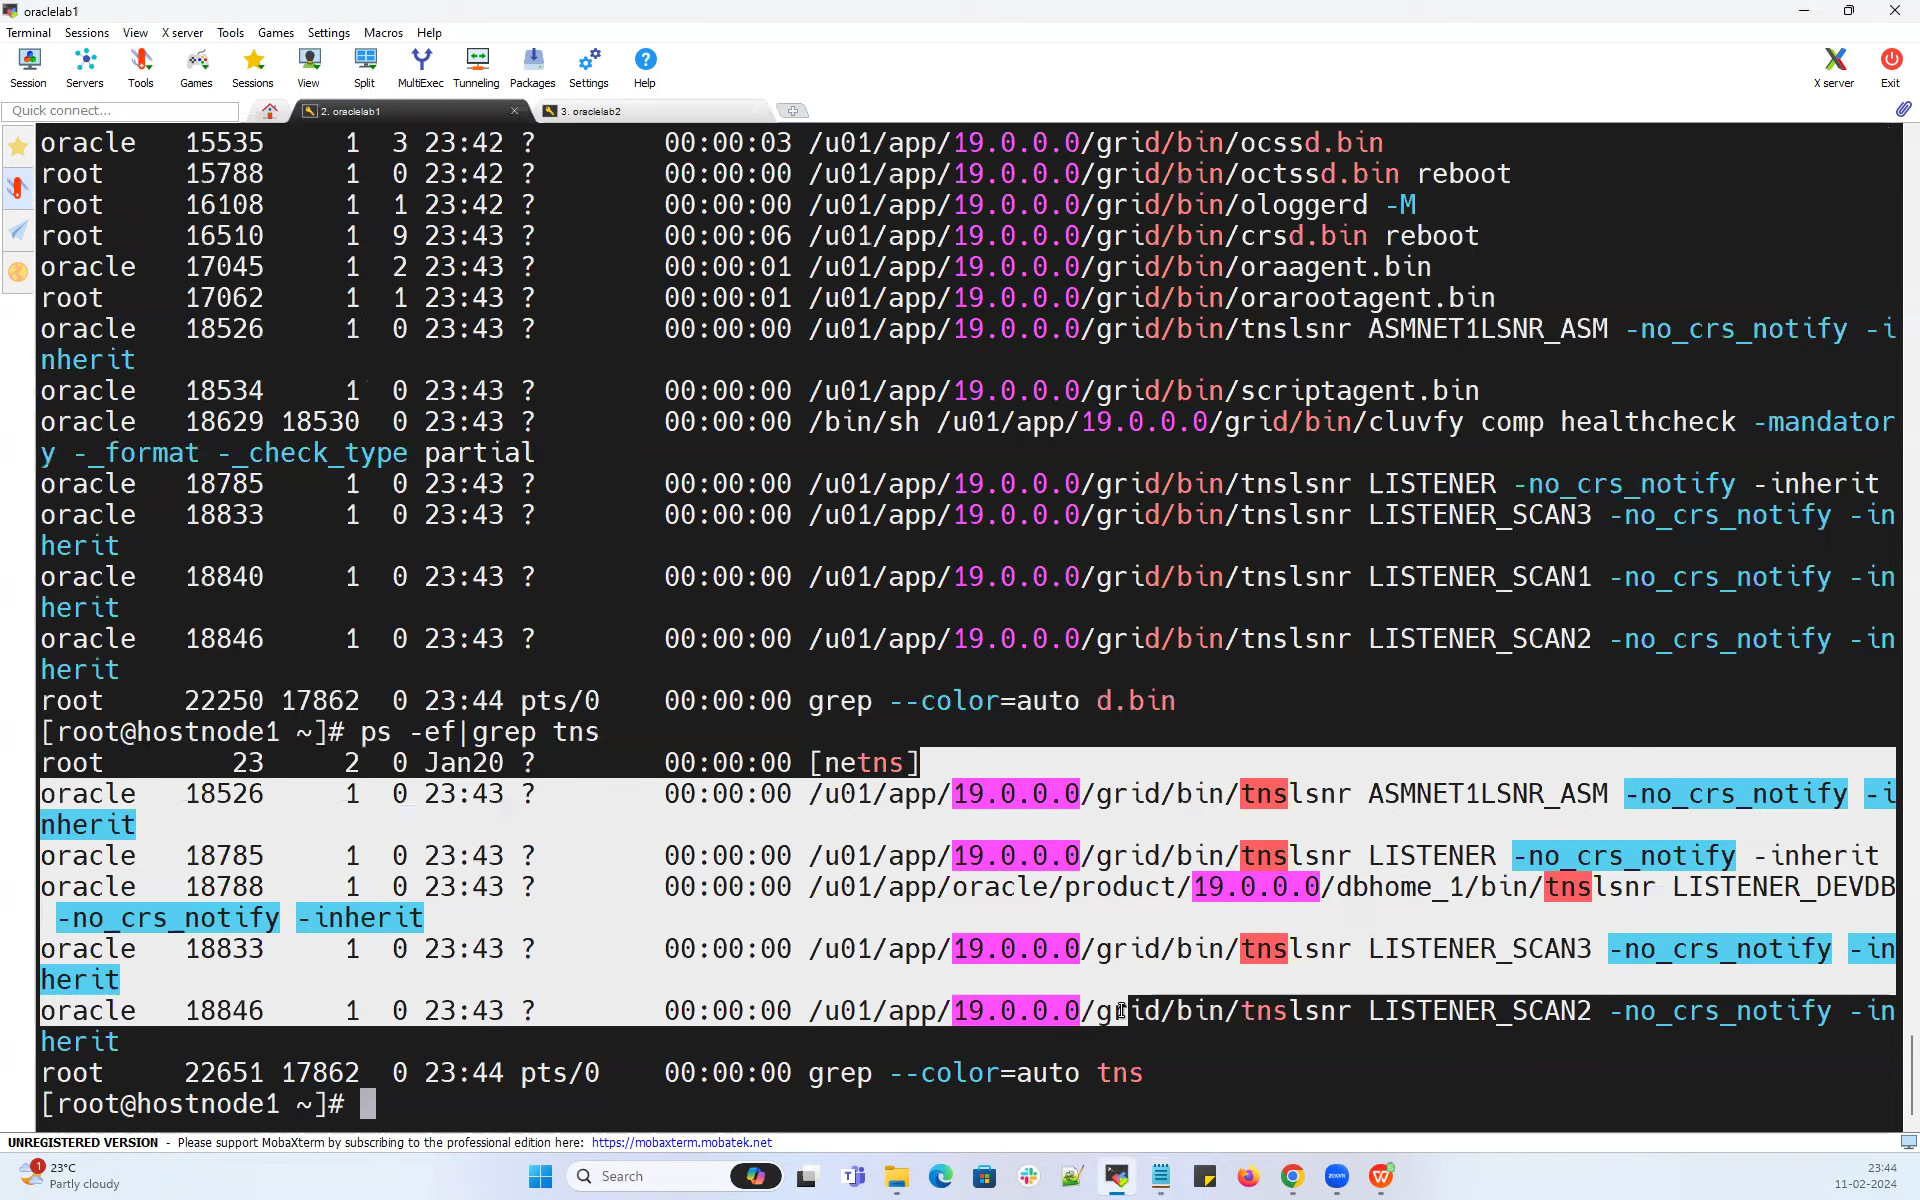 oraclelab1
Terminal Sessions View X server Tools Games Settings Macros Help
Session Servers Tools Games Sessions View Split MultiExec Tunneling Packages Settings Help X server Exit
Quick connect... 2. oraclelab1 3. oraclelab2
oracle 15535 1 3 23:42 ? 00:00:03 /u01/app/19.0.0.0/grid/bin/ocssd.bin
root 15788 1 0 23:42 ? 00:00:00 /u01/app/19.0.0.0/grid/bin/octssd.bin reboot
root 16108 1 1 23:42 ? 00:00:00 /u01/app/19.0.0.0/grid/bin/ologgerd -M
root 16510 1 9 23:43 ? 00:00:06 /u01/app/19.0.0.0/grid/bin/crsd.bin reboot
oracle 17045 1 2 23:43 ? 00:00:01 /u01/app/19.0.0.0/grid/bin/oraagent.bin
root 17062 1 1 23:43 ? 00:00:01 /u01/app/19.0.0.0/grid/bin/orarootagent.bin
oracle 18526 1 0 23:43 ? 00:00:00 /u01/app/19.0.0.0/grid/bin/tnslsnr ASMNET1LSNR_ASM -no_crs_notify -i
nherit
oracle 18534 1 0 23:43 ? 00:00:00 /u01/app/19.0.0.0/grid/bin/scriptagent.bin
oracle 18629 18530 0 23:43 ? 00:00:00 /bin/sh /u01/app/19.0.0.0/grid/bin/cluvfy comp healthcheck -mandator
y -_format -_check_type partial
oracle 18785 1 0 23:43 ? 00:00:00 /u01/app/19.0.0.0/grid/bin/tnslsnr LISTENER -no_crs_notify -inherit
oracle 18833 1 0 23:43 ? 00:00:00 /u01/app/19.0.0.0/grid/bin/tnslsnr LISTENER_SCAN3 -no_crs_notify -in
herit
oracle 18840 1 0 23:43 ? 00:00:00 /u01/app/19.0.0.0/grid/bin/tnslsnr LISTENER_SCAN1 -no_crs_notify -in
herit
oracle 18846 1 0 23:43 ? 00:00:00 /u01/app/19.0.0.0/grid/bin/tnslsnr LISTENER_SCAN2 -no_crs_notify -in
herit
root 22250 17862 0 23:44 pts/0 00:00:00 grep --color=auto d.bin
[root@hostnode1 ~]# ps -ef|grep tns
root 23 2 0 Jan20 ? 00:00:00 [netns]
oracle 18526 1 0 23:43 ? 00:00:00 /u01/app/19.0.0.0/grid/bin/tnslsnr ASMNET1LSNR_ASM -no_crs_notify -i
nherit
oracle 18785 1 0 23:43 ? 00:00:00 /u01/app/19.0.0.0/grid/bin/tnslsnr LISTENER -no_crs_notify -inherit
oracle 18788 1 0 23:43 ? 00:00:00 /u01/app/oracle/product/19.0.0.0/dbhome_1/bin/tnslsnr LISTENER_DEVDB
-no_crs_notify -inherit
oracle 18833 1 0 23:43 ? 00:00:00 /u01/app/19.0.0.0/grid/bin/tnslsnr LISTENER_SCAN3 -no_crs_notify -in
herit
oracle 18846 1 0 23:43 ? 00:00:00 /u01/app/19.0.0.0/grid/bin/tnslsnr LISTENER_SCAN2 -no_crs_notify -in
herit
root 22651 17862 0 23:44 pts/0 00:00:00 grep --color=auto tns
[root@hostnode1 ~]#
UNREGISTERED VERSION - Please support MobaXterm by subscribing to the professional edition here: https://mobaxterm.mobatek.net
1 23°C
Partly cloudy
Search
zoom
23:44
11-02-2024